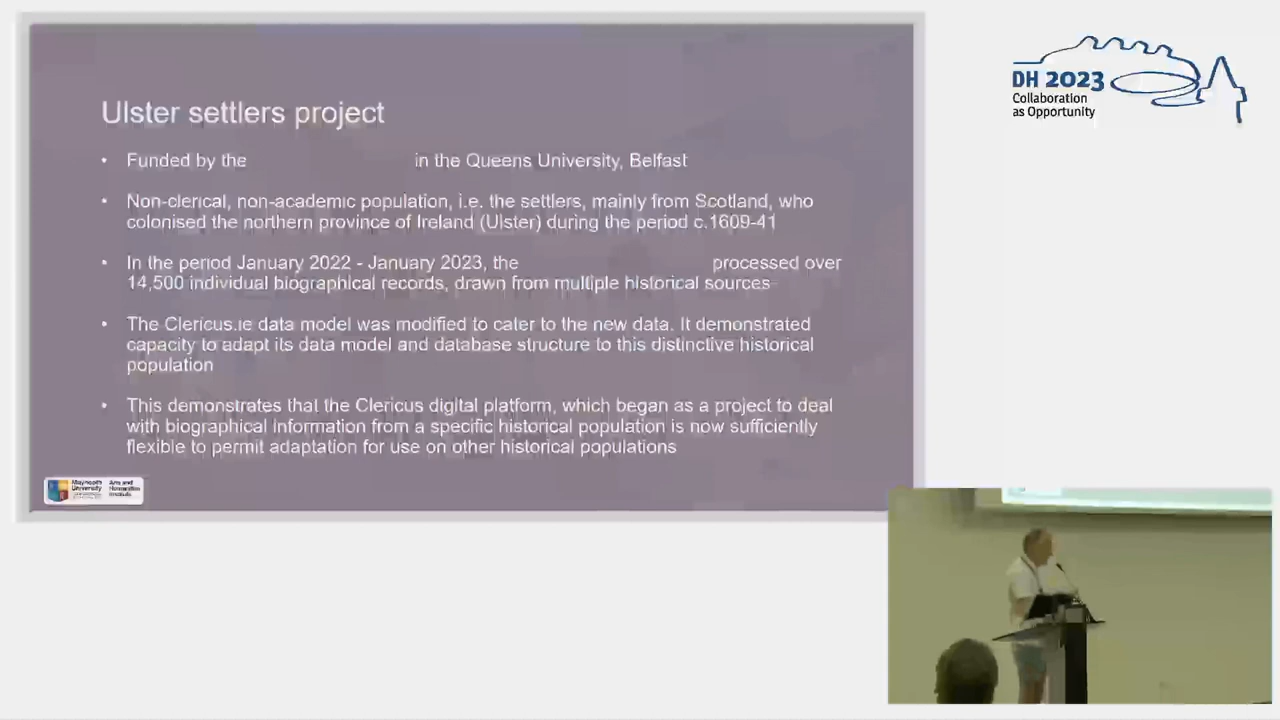 DH 2023
Collaboration
as Opportunity
Ulster settlers project
• Funded by the in the Queens University, Belfast
• Non-clerical, non-academic population, i.e. the settlers, mainly from Scotland, who
colonised the northern province of Ireland (Ulster) during the period c.1609-41
• In the period January 2022 - January 2023, the processed over
14,500 individual biographical records, drawn from multiple historical sources
• The Clericus.ie data model was modified to cater to the new data. It demonstrated
capacity to adapt its data model and database structure to this distinctive historical
population
• This demonstrates that the Clericus digital platform, which began as a project to deal
with biographical information from a specific historical population is now sufficiently
flexible to permit adaptation for use on other historical populations
Maynooth
University
Arts and
Humanities
Institute